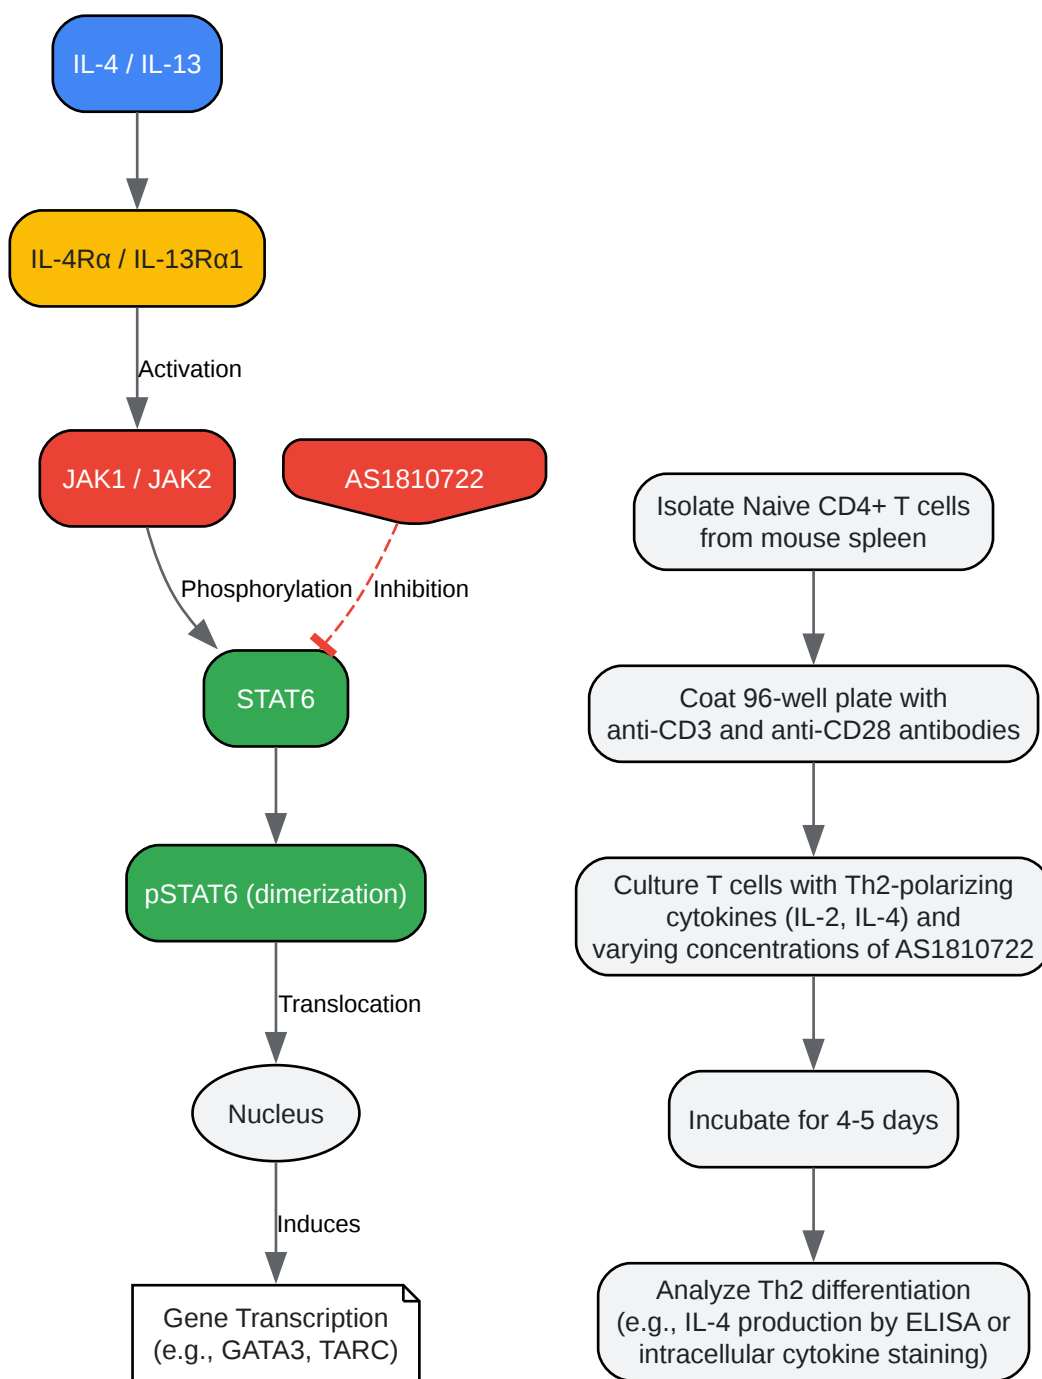 IL-4 / IL-13
IL-4Rα / IL-13Rα1
Activation
JAK1 / JAK2
AS1810722
Phosphorylation
Inhibition
STAT6
pSTAT6 (dimerization)
Translocation
Nucleus
Induces
Gene Transcription
(e.g., GATA3, TARC)
Isolate Naive CD4+ T cells
from mouse spleen
Coat 96-well plate with
anti-CD3 and anti-CD28 antibodies
Culture T cells with Th2-polarizing
cytokines (IL-2, IL-4) and
varying concentrations of AS1810722
Incubate for 4-5 days
Analyze Th2 differentiation
(e.g., IL-4 production by ELISA or
intracellular cytokine staining)